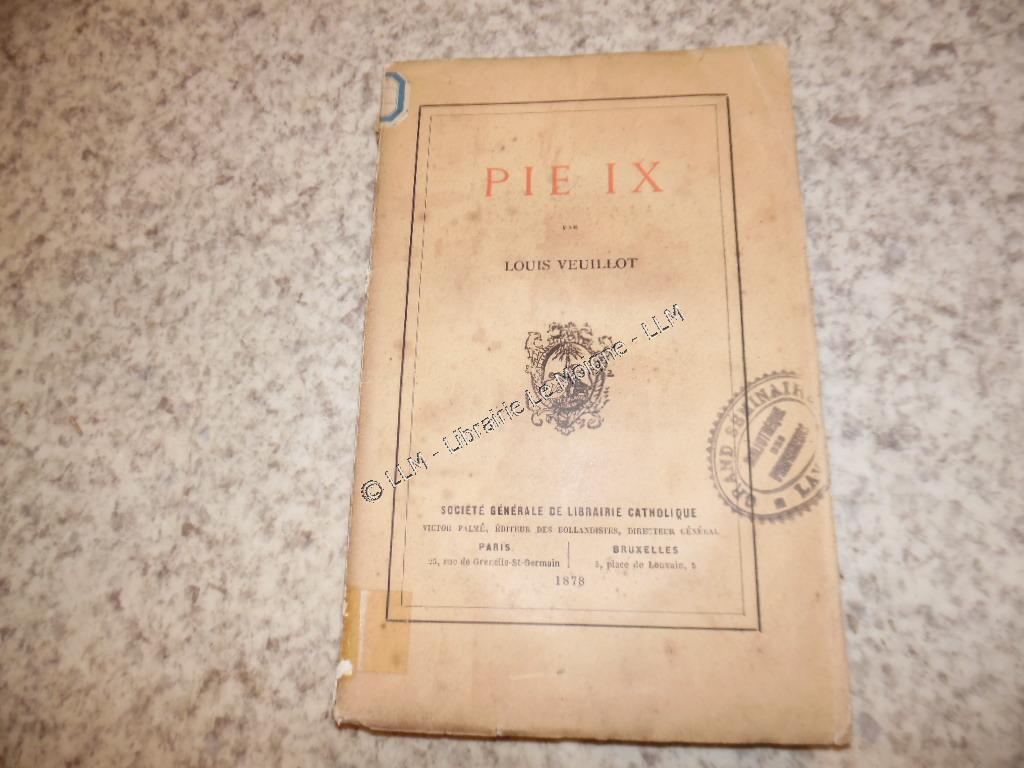 PIE IX
PAR
LOUIS VEUILLOT
© LLM - Librairie Le Moigne - LLM
SOCIÉTÉ GÉNÉRALE DE LIBRAIRIE CATHOLIQUE
VICTOR PALMÉ, ÉDITEUR DES BOLLANDISTES, DIRECTEUR GÉNÉRAL
PARIS
25, rue de Grenelle-St-Germain
BRUXELLES
5, place de Louvain, 5
1878
GRAND SÉMINAIRE
DES
LAV